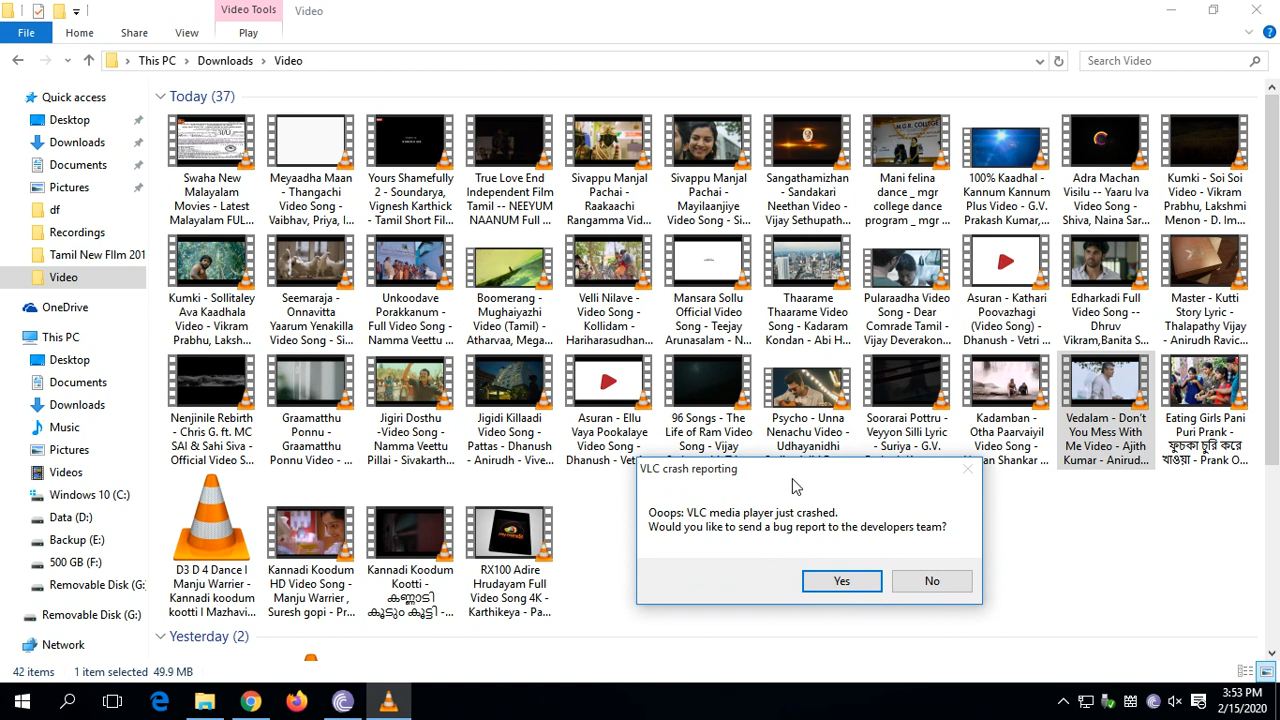 Video Tools
Video
File
Home
Share
View
Play
This PC
Downloads
Video
Search Video
Quick access
Desktop
Downloads
Documents
Pictures
df
Recordings
Tamil New FIlm 201
Video
OneDrive
This PC
Desktop
Documents
Downloads
Music
Pictures
Videos
Windows 10 (C:)
Data (D:)
Backup (E:)
500 GB (F:)
Removable Disk (G:)
Removable Disk (G:)
Network
Today (37)
Swaha New
Malayalam
Movies - Latest
Malayalam FUL...
Meyaadha Maan
- Thangachi
Video Song -
Vaibhav, Priya, I...
Yours Shamefully
2 - Soundarya,
Vignesh Karthick
- Tamil Short Fil...
True Love End
Independent Film
Tamil -- NEEYUM
NAANUM Full ...
Sivappu Manjal
Pachai -
Raakaachi
Rangamma Vid...
Sivappu Manjal
Pachai -
Mayilaanjiye
Video Song - Si...
Sangathamizhan
- Sandakari
Neethan Video -
Vijay Sethupath...
Mani felina
dance _ mgr
college dance
program _ mgr ...
100% Kaadhal -
Kannum Kannum
Plus Video - G.V.
Prakash Kumar,...
Adra Machan
Visilu -- Yaaru Iva
Video Song -
Shiva, Naina Sar...
Kumki - Soi Soi
Video - Vikram
Prabhu, Lakshmi
Menon - D. Im...
Kumki - Sollitaley
Ava Kaadhala
Video - Vikram
Prabhu, Laksh...
Seemaraja -
Onnavitta
Yaarum Yenakilla
Video Song - Si...
Unkoodave
Porakkanum -
Full Video Song -
Namma Veettu ...
Boomerang -
Mughaiyazhi
Video (Tamil) -
Atharvaa, Mega...
Velli Nilave -
Video Song -
Kollidam -
Hariharasudhan...
Mansara Sollu
Official Video
Song - Teejay
Arunasalam - N...
Thaarame
Thaarame Video
Song - Kadaram
Kondan - Abi H...
Pularaadha Video
Song - Dear
Comrade Tamil -
Vijay Deverakon...
Asuran - Kathari
Poovazhagi
(Video Song) -
Dhanush - Vetri ...
Edharkadi Full
Video Song --
Dhruv
Vikram,Banita S...
Master - Kutti
Story Lyric -
Thalapathy Vijay
- Anirudh Ravic...
Nenjinile Rebirth
- Chris G. ft. MC
SAI & Sahi Siva -
Official Video S...
Graamatthu
Ponnu -
Graamatthu
Ponnu Video - ...
Jigiri Dosthu
-Video Song -
Namma Veettu
Pillai - Sivakarth...
Jigidi Killaadi
Video Song -
Pattas - Dhanush
- Anirudh - Vive...
Asuran - Ellu
Vaya Pookalaye
Video Song -
Dhanush - Vet
96 Songs - The
Life of Ram Video
Song - Vijay
Psycho - Unna
Nenachu Video -
Udhayanidhi
Soorarai Pottru -
Veyyon Silli Lyric
- Suriya - G.V.
Kadamban -
Otha Paarvaiyil
Video Song -
an Shankar ...
Vedalam - Don't
You Mess With
Me Video - Ajith
Kumar - Anirud...
Eating Girls Pani
Puri Prank -
ফুচকা চুরি করে
খাওয়া - Prank O...
D3 D 4 Dance I
Manju Warrier -
Kannadi koodum
kootti I Mazhavi...
Kannadi Koodum
HD Video Song -
Manju Warrier ,
Suresh gopi - Pr...
Kannadi Koodum
Kootti -
കണ്ണാടി
കൂടും കൂട്ടി -...
RX100 Adire
Hrudayam Full
Video Song 4K -
Karthikeya - Pa...
VLC crash reporting
Ooops: VLC media player just crashed.
Would you like to send a bug report to the developers team?
Yes
No
Yesterday (2)
42 items
1 item selected 49.9 MB
3:53 PM
2/15/2020